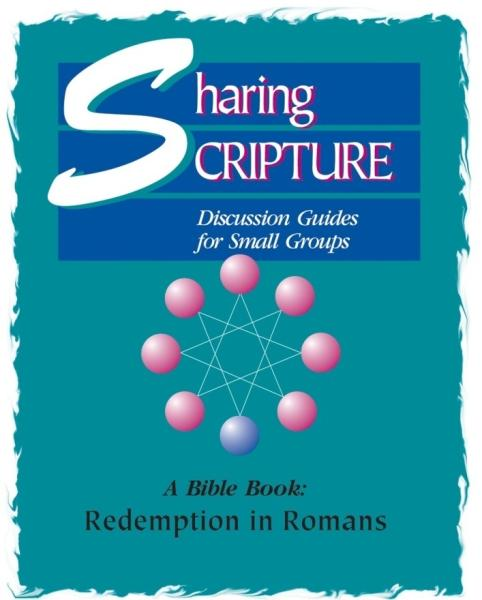 Sharing
SCRIPTURE
Discussion Guides
for Small Groups
A Bible Book:
Redemption in Romans